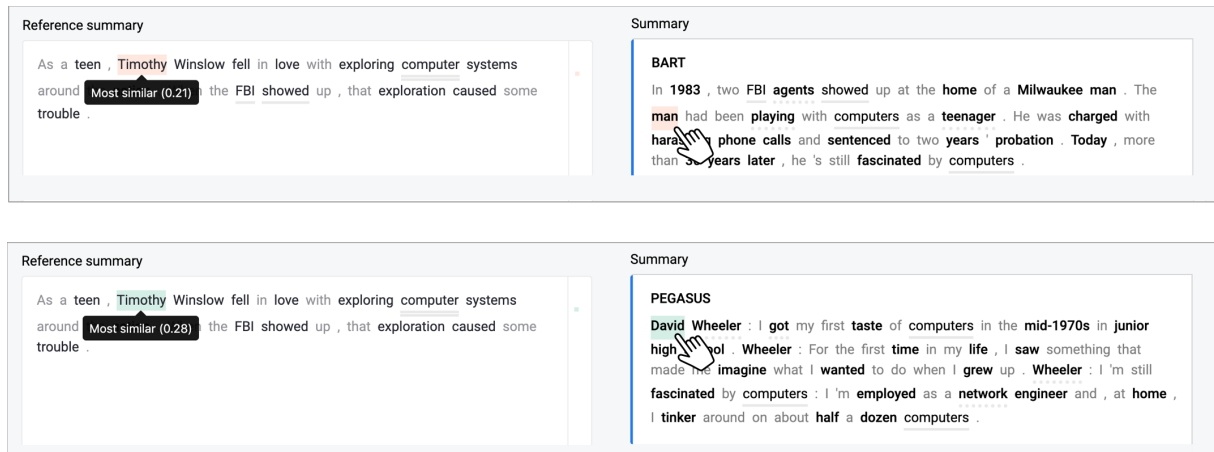 Reference summary
As a teen , Timothy Winslow fell in love with exploring computer systems
around Most similar (0.21) the FBI showed up , that exploration caused some
trouble .
Summary
BART
In 1983 , two FBI agents showed up at the home of a Milwaukee man . The
man had been playing with computers as a teenager . He was charged with
phone calls and sentenced to two years ' probation . Today , more
than years later , he 's still fascinated by computers .
Reference summary
As a teen , Timothy Winslow fell in love with exploring computer systems
around Most similar (0.28) the FBI showed up , that exploration caused some
trouble .
Summary
PEGASUS
David Wheeler : I got my first taste of computers in the mid-1970s in junior
high . Wheeler : For the first time in my life , I saw something that
made me imagine what I wanted to do when I grew up . Wheeler : I 'm still
fascinated by computers : I 'm employed as a network engineer and , at home ,
I tinker around on about half a dozen computers .